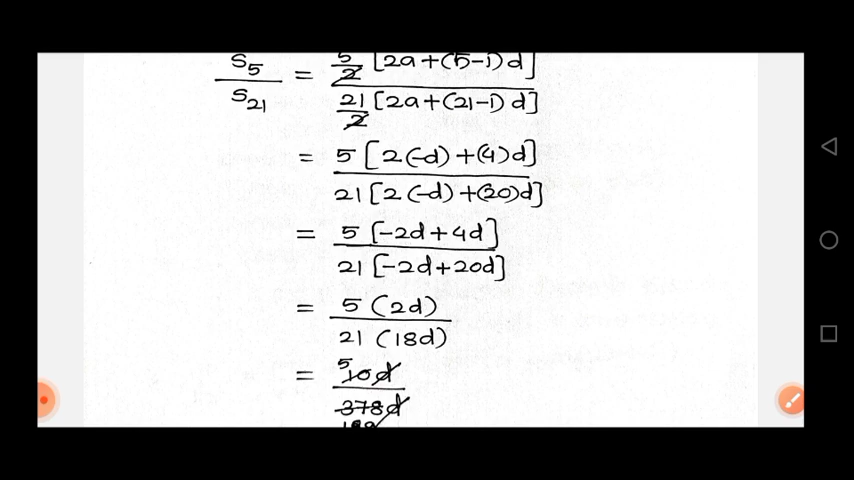 S5/S21 = 5/2 [2a+(5-1)d] / 21/2 [2a+(21-1)d]
= 5 [2(-d)+(4)d] / 21 [2(-d)+(20)d]
= 5 [-2d+4d] / 21 [-2d+20d]
= 5 (2d) / 21 (18d)
= 5 10d / 378d